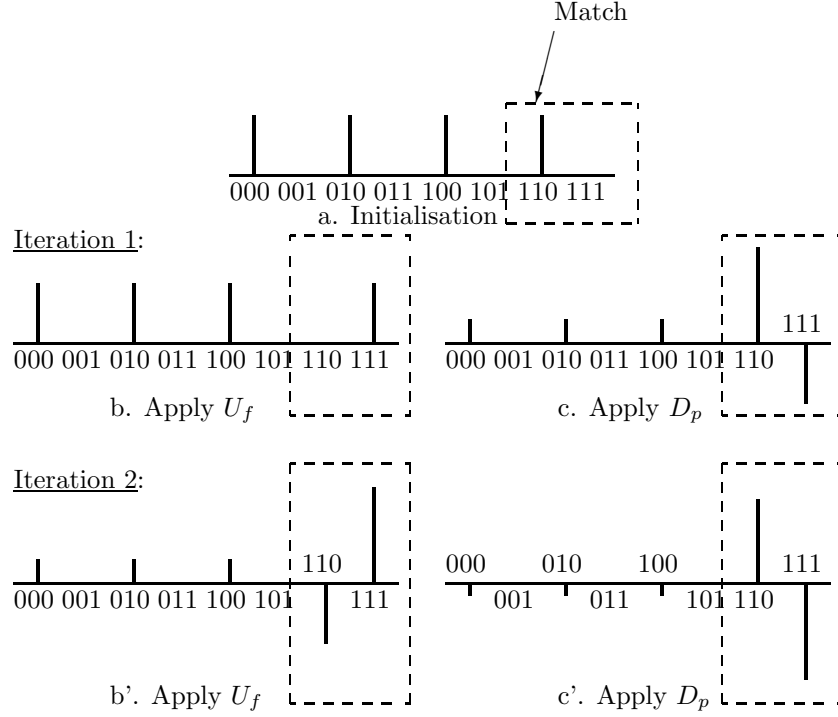 Match
000 001 010 011 100 101 110 111
a. Initialisation
Iteration 1:
000 001 010 011 100 101 110 111
b. Apply U_f
111
000 001 010 011 100 101 110
c. Apply D_p
Iteration 2:
110
000 001 010 011 100 101 111
b'. Apply U_f
000 010 100 111
001 011 101 110
c'. Apply D_p